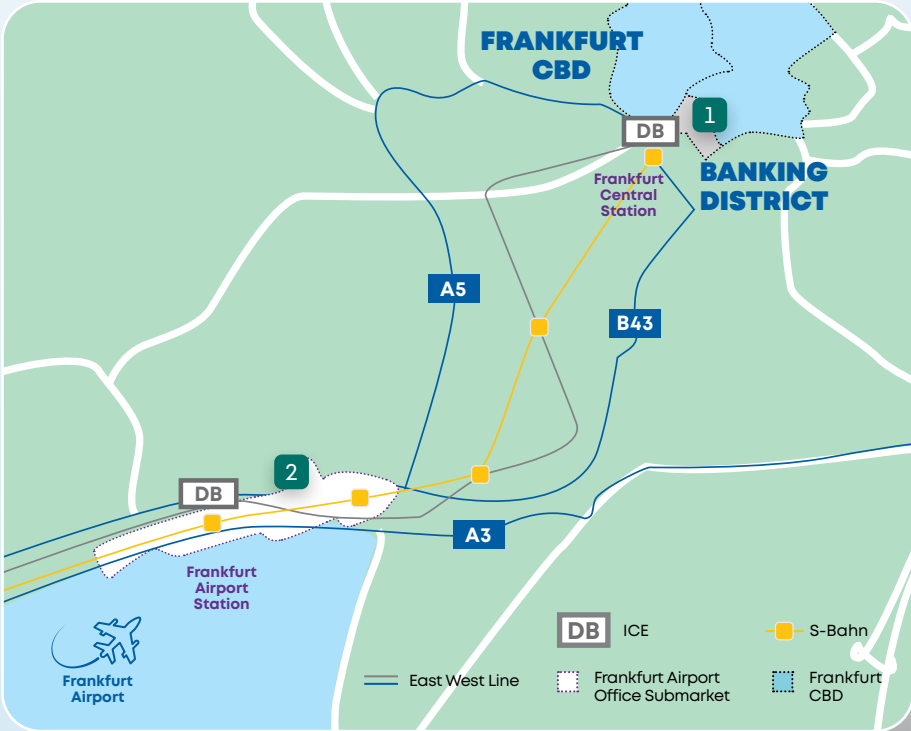 FRANKFURT
CBD
DB
1
BANKING
DISTRICT
Frankfurt
Central
Station
A5
B43
2
DB
A3
Frankfurt
Airport
Station
Frankfurt
Airport
DB ICE
S-Bahn
East West Line
Frankfurt Airport
Office Submarket
Frankfurt
CBD